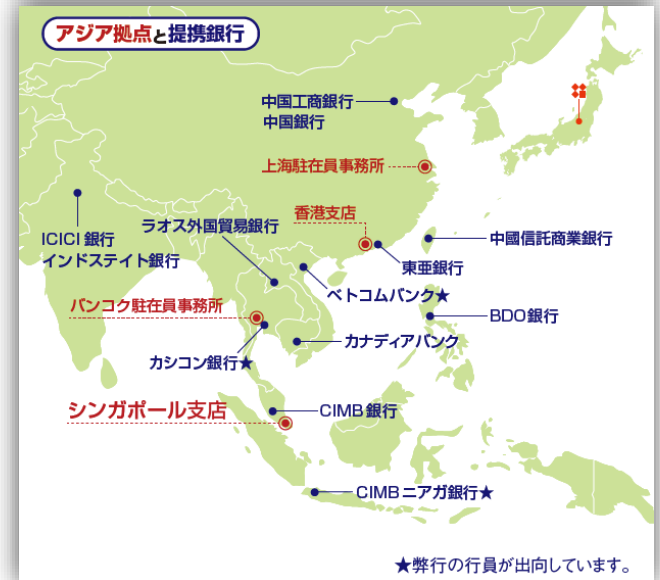 アジア拠点と提携銀行
中国工商銀行
中国銀行
上海駐在員事務所
香港支店
ラオス外国貿易銀行
ICICI 銀行
インドステイト銀行
中國信託商業銀行
東亜銀行
ベトコムバンク★
バンコク駐在員事務所
BDO 銀行
カナディアバンク
カシコン銀行★
シンガポール支店
CIMB 銀行
CIMB ニアガ銀行★
★弊行の行員が出向しています。